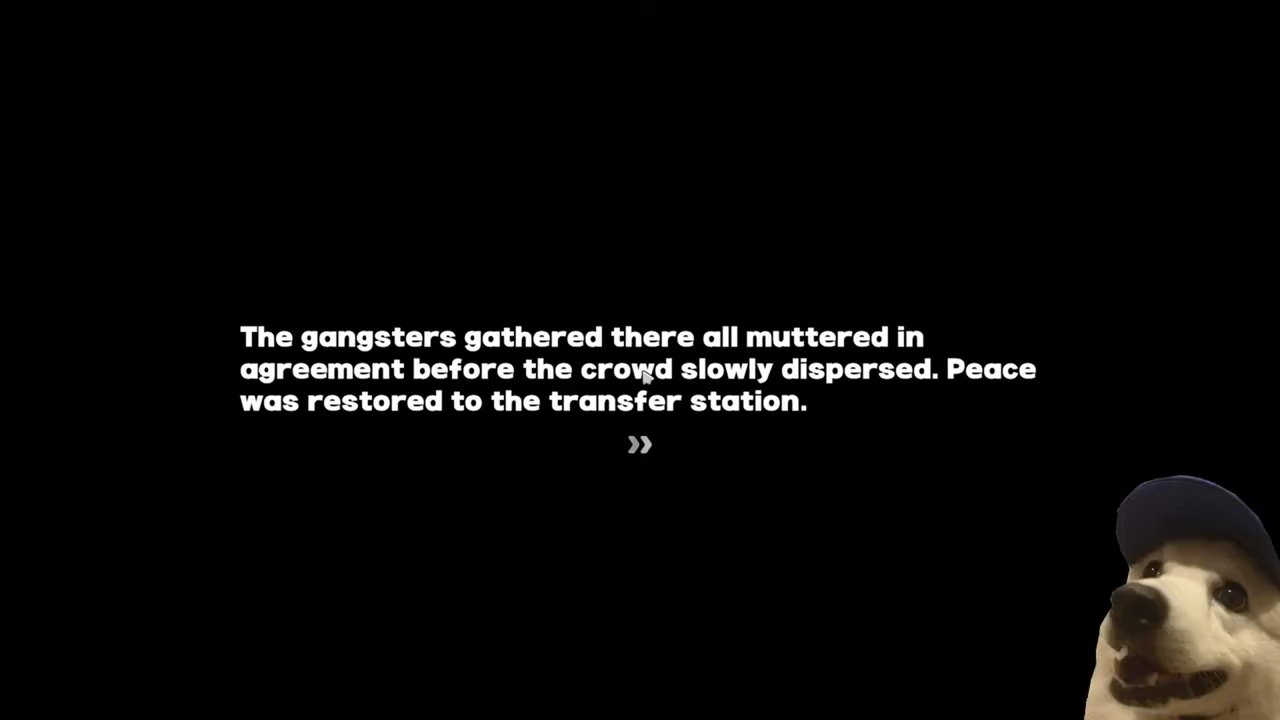 The gangsters gathered there all muttered in
agreement before the crowd slowly dispersed. Peace
was restored to the transfer station.